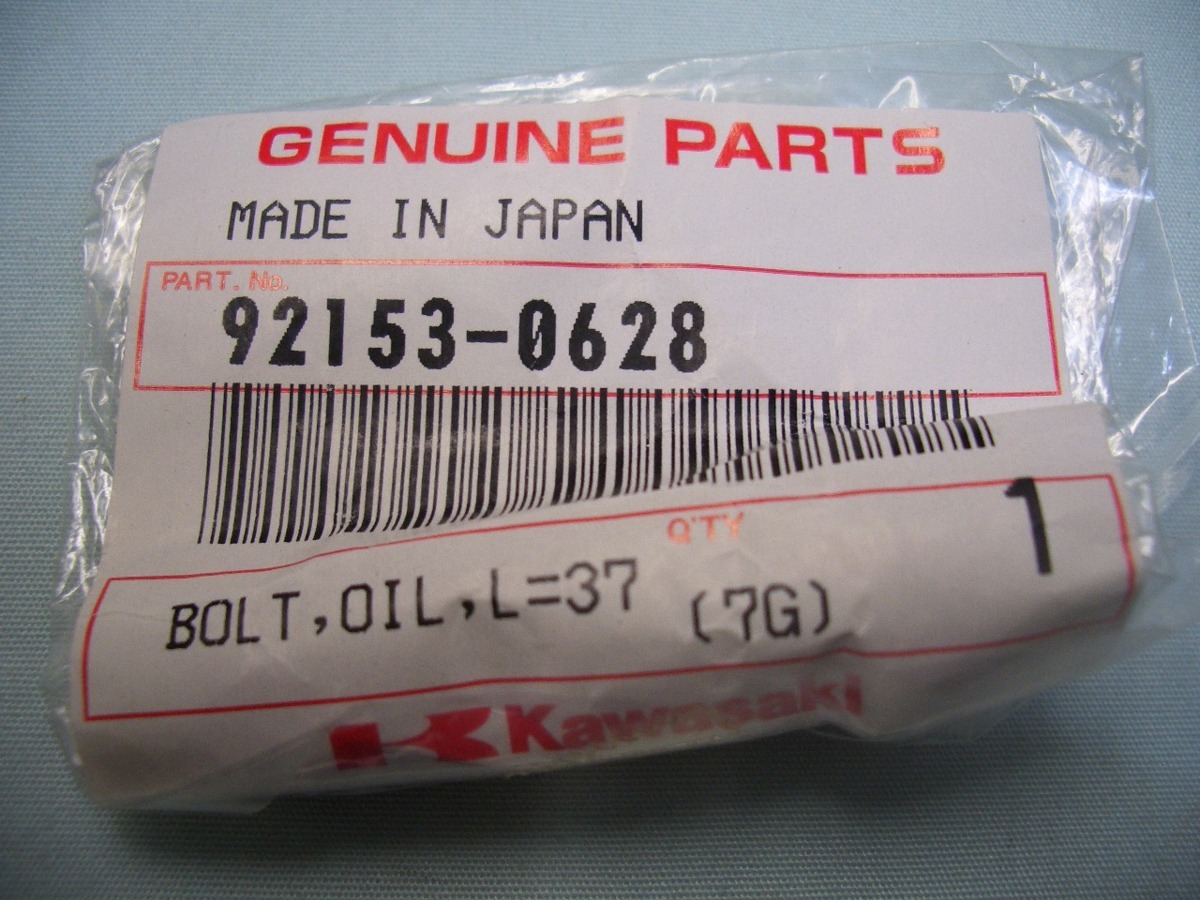 GENUINE PARTS
MADE IN JAPAN
PART. No.
92153-0628
Q'TY
1
BOLT,OIL,L=37 (7G)
Kawasaki